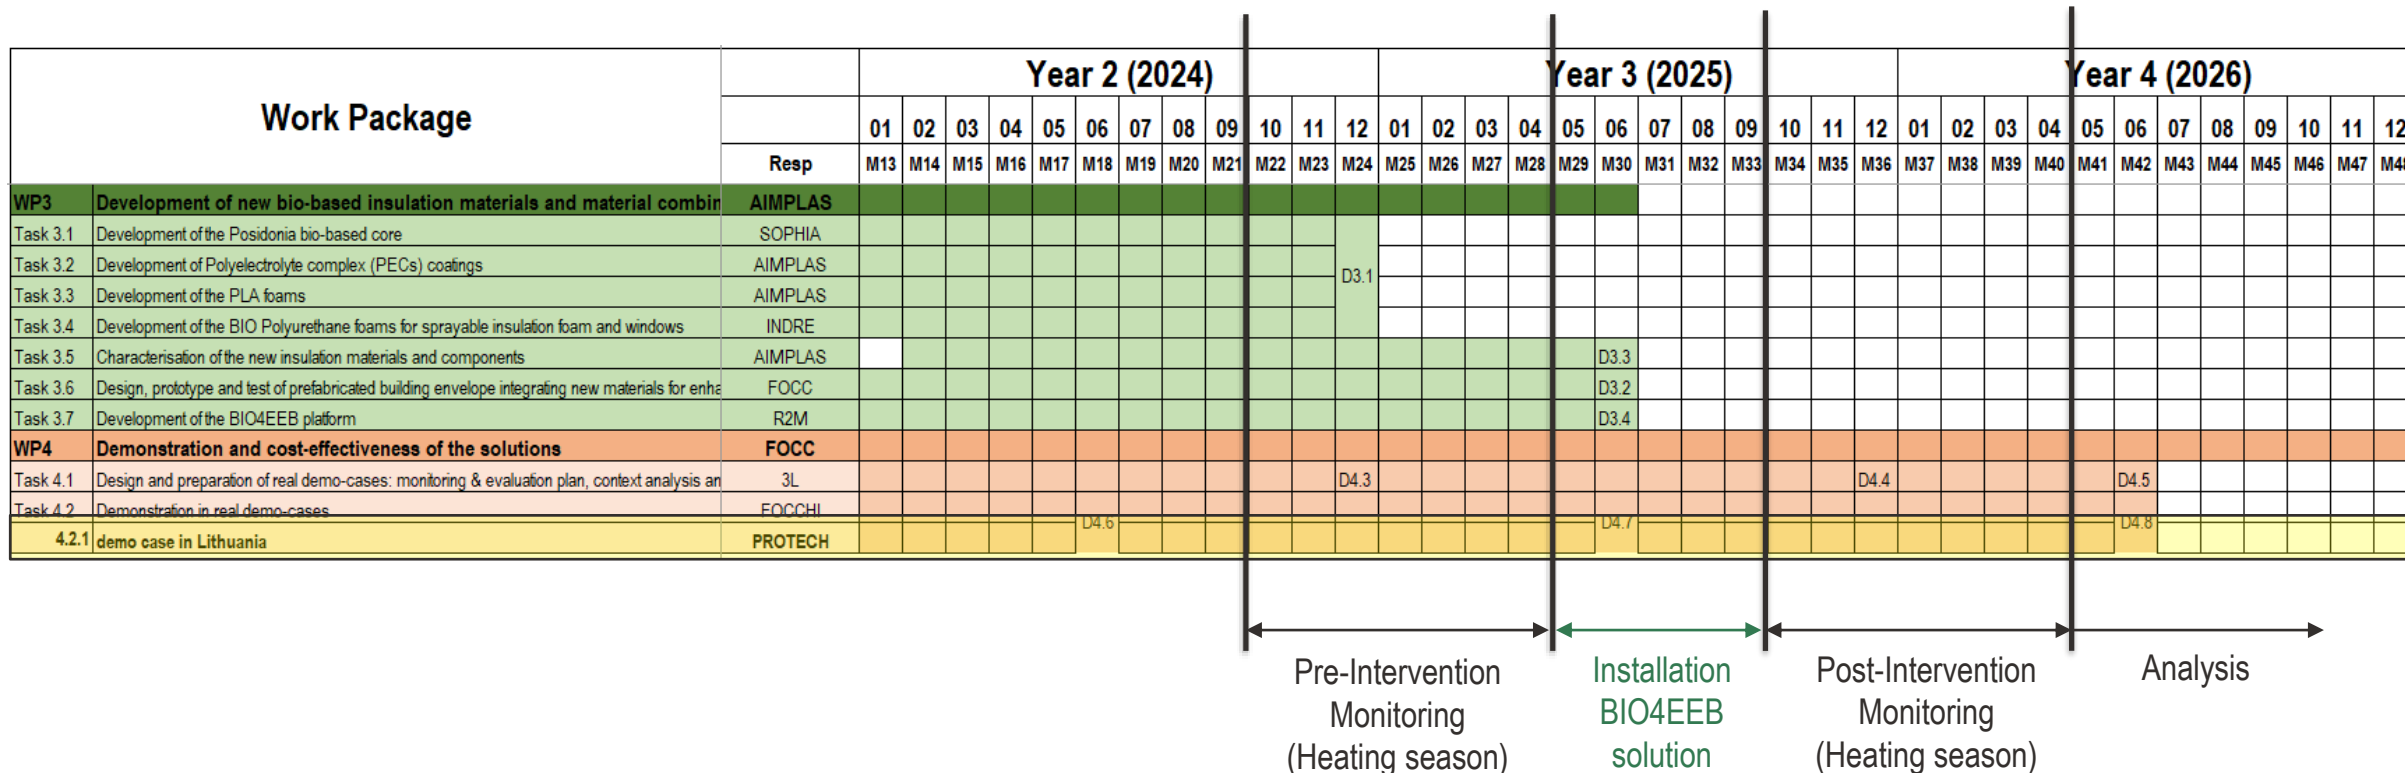 Work Package
Year 2 (2024) Year 3 (2025) Year 4 (2026)
01 02 03 04 05 06 07 08 09 10 11 12 01 02 03 04 05 06 07 08 09 10 11 12 01 02 03 04 05 06 07 08 09 10 11 12
Resp M13 M14 M15 M16 M17 M18 M19 M20 M21 M22 M23 M24 M25 M26 M27 M28 M29 M30 M31 M32 M33 M34 M35 M36 M37 M38 M39 M40 M41 M42 M43 M44 M45 M46 M47 M48
WP3 Development of new bio-based insulation materials and material combin AIMPLAS
Task 3.1 Development of the Posidonia bio-based core SOPHIA
Task 3.2 Development of Polyelectrolyte complex (PECs) coatings AIMPLAS
D3.1
Task 3.3 Development of the PLA foams AIMPLAS
Task 3.4 Development of the BIO Polyurethane foams for sprayable insulation foam and windows INDRE
Task 3.5 Characterisation of the new insulation materials and components AIMPLAS D3.3
Task 3.6 Design, prototype and test of prefabricated building envelope integrating new materials for enha FOCC D3.2
Task 3.7 Development of the BIO4EEB platform R2M D3.4
WP4 Demonstration and cost-effectiveness of the solutions FOCC
Task 4.1 Design and preparation of real demo-cases: monitoring & evaluation plan, context analysis an 3L D4.3 D4.4 D4.5
Task 4.2 Demonstration in real demo-cases FOCCHI
D4.6 D4.7 D4.8
4.2.1 demo case in Lithuania PROTECH
Pre-Intervention
Monitoring
(Heating season)
Installation
BIO4EEB
solution
Post-Intervention
Monitoring
(Heating season)
Analysis